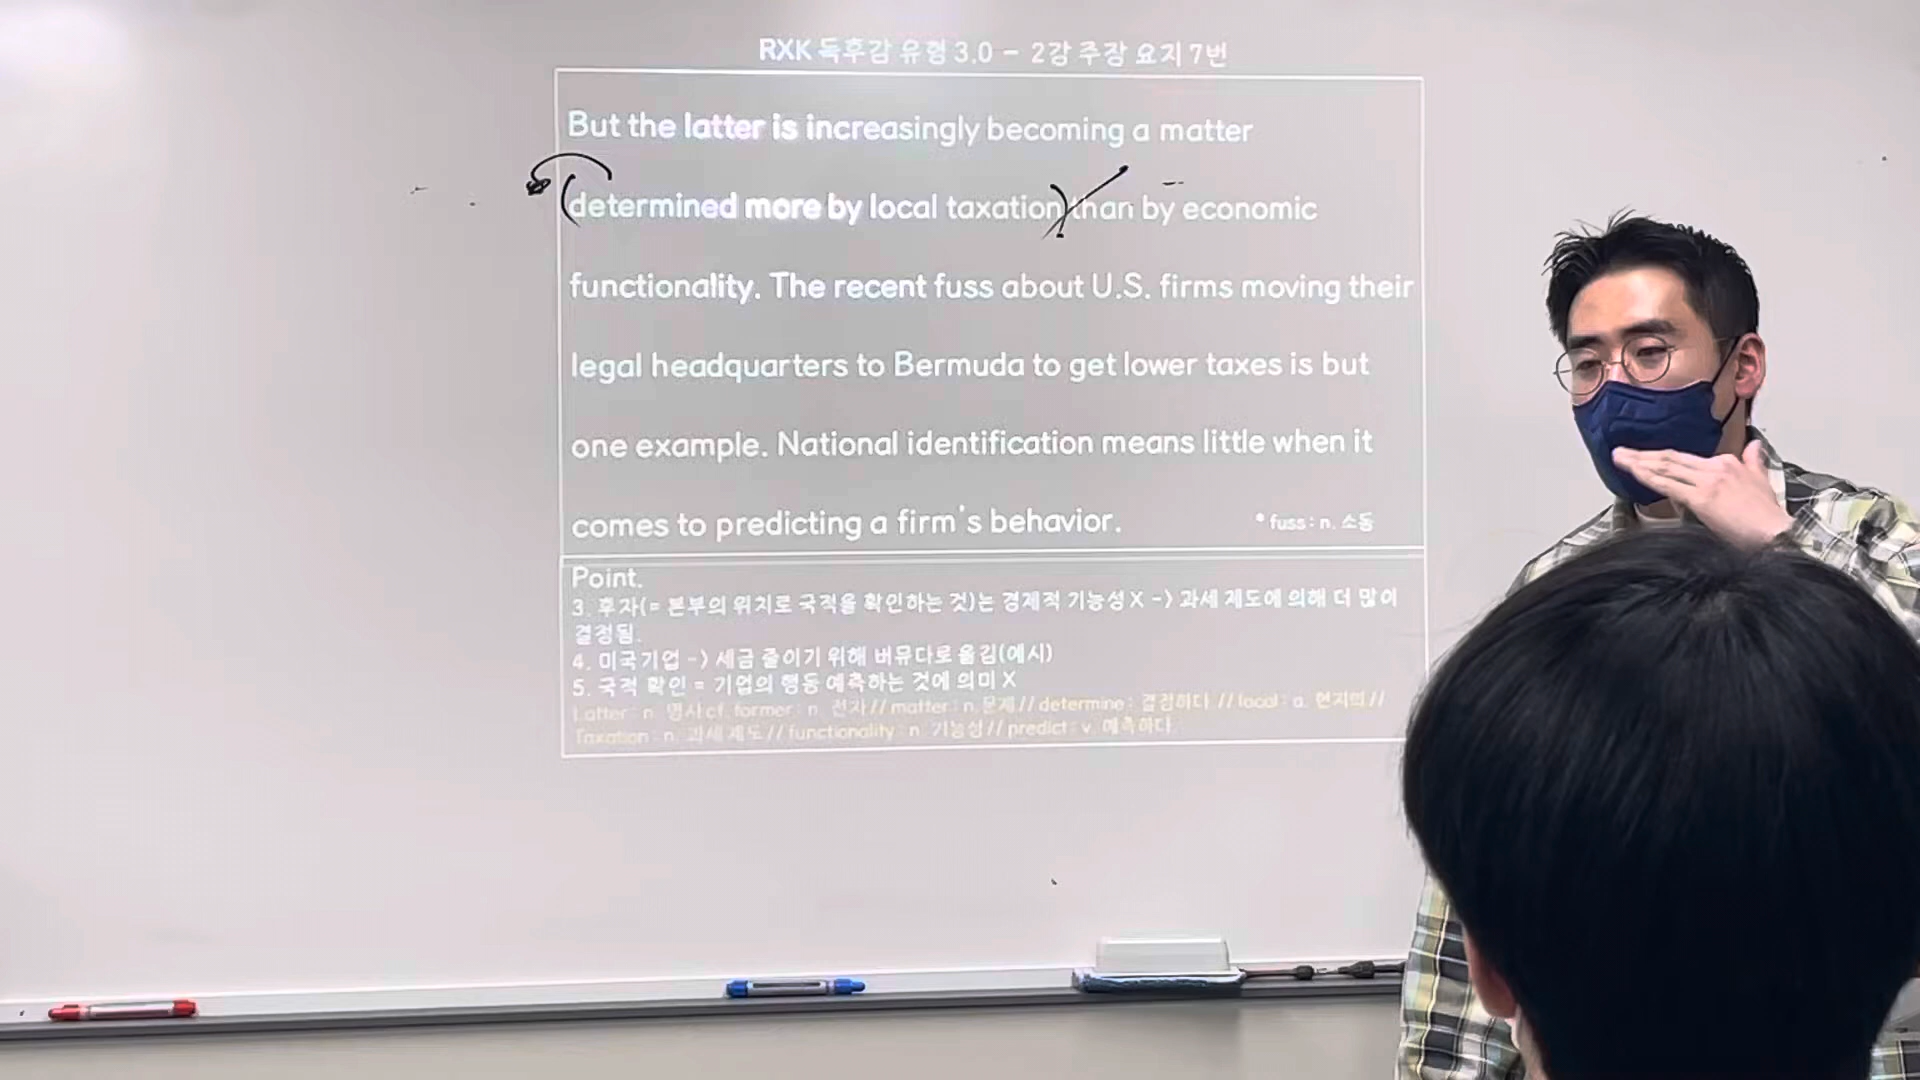 RXK 독후감 유형 3.0 - 2강 주장 요지 7번
But the latter is increasingly becoming a matter
(determined more by local taxation) than by economic
functionality. The recent fuss about U.S. firms moving their
legal headquarters to Bermuda to get lower taxes is but
one example. National identification means little when it
comes to predicting a firm's behavior. * fuss : n. 소동
Point.
3. 후자(= 본부의 위치로 국적을 확인하는 것)는 경제적 기능성 X -> 과세 제도에 의해 더 많이
결정됨.
4. 미국기업 -> 세금 줄이기 위해 버뮤다로 옮김(예시)
5. 국적 확인 = 기업의 행동 예측하는 것에 의미 X
Latter : n. 명사 cf. former : n. 전자 // matter : n. 문제 // determine : 결정하다 // local : a. 현지의 //
Taxation : n. 과세 제도 // functionality : n. 기능성 // predict : v. 예측하다